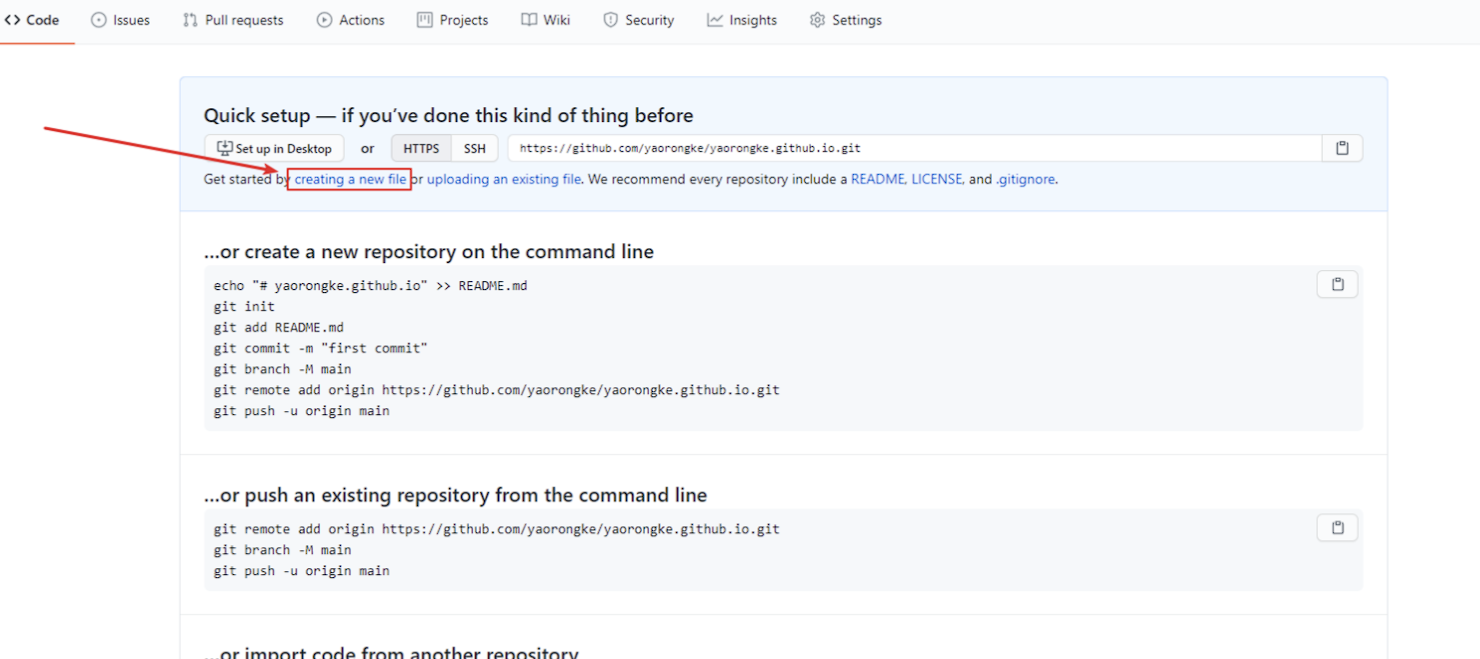 <> Code Issues Pull requests Actions Projects Wiki Security Insights Settings
Quick setup — if you’ve done this kind of thing before
Set up in Desktop or HTTPS SSH https://github.com/yaorongke/yaorongke.github.io.git
Get started by creating a new file or uploading an existing file. We recommend every repository include a README, LICENSE, and .gitignore.
…or create a new repository on the command line
echo "# yaorongke.github.io" >> README.md
git init
git add README.md
git commit -m "first commit"
git branch -M main
git remote add origin https://github.com/yaorongke/yaorongke.github.io.git
git push -u origin main
…or push an existing repository from the command line
git remote add origin https://github.com/yaorongke/yaorongke.github.io.git
git branch -M main
git push -u origin main
…or import code from another repository